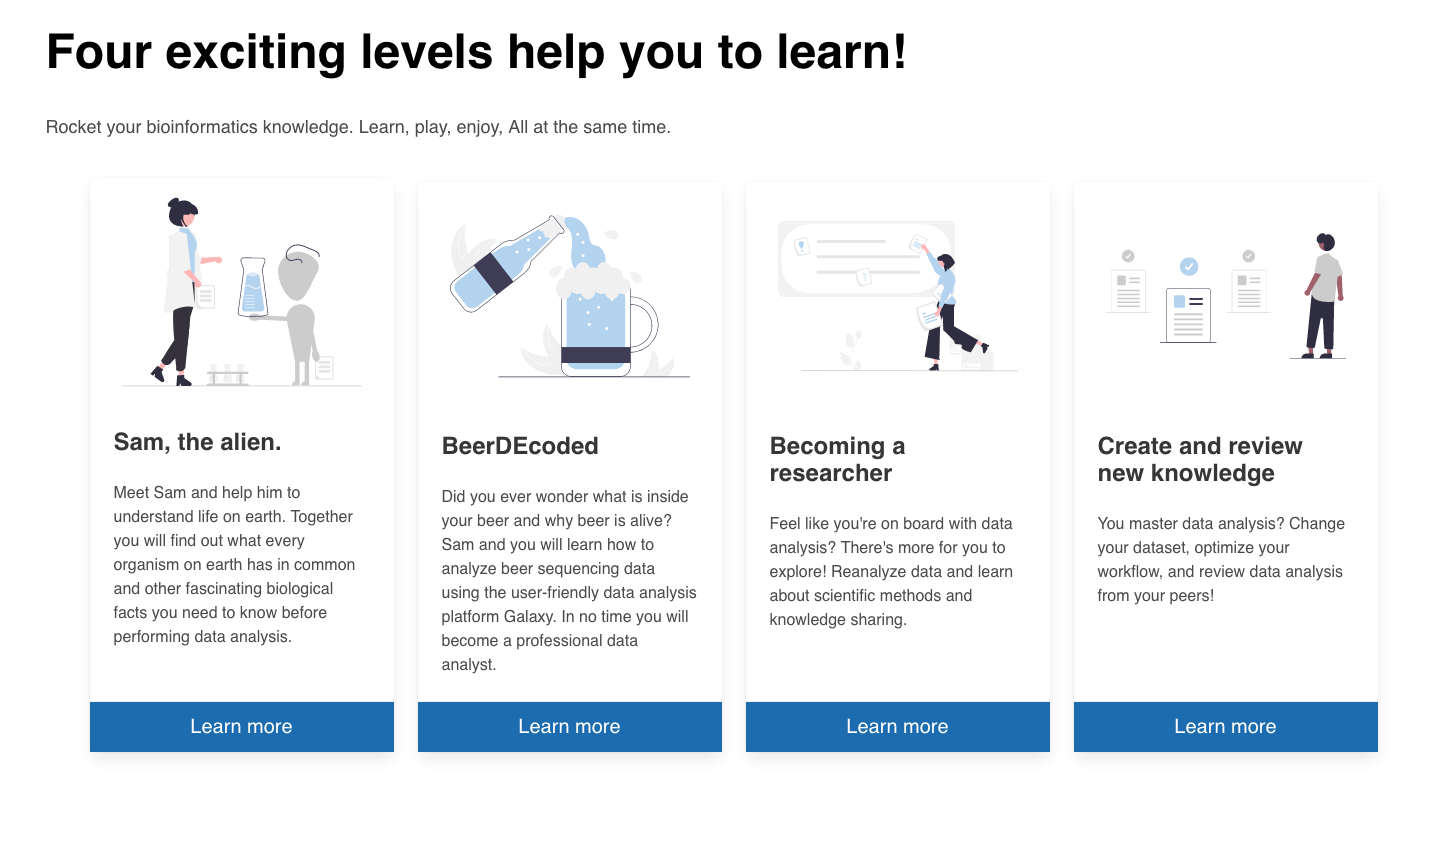 Four exciting levels help you to learn!
Rocket your bioinformatics knowledge. Learn, play, enjoy, All at the same time.
Sam, the alien.
Meet Sam and help him to
understand life on earth. Together
you will find out what every
organism on earth has in common
and other fascinating biological
facts you need to know before
performing data analysis.
Learn more
BeerDEcoded
Did you ever wonder what is inside
your beer and why beer is alive?
Sam and you will learn how to
analyze beer sequencing data
using the user-friendly data analysis
platform Galaxy. In no time you will
become a professional data
analyst.
Learn more
Becoming a
researcher
Feel like you're on board with data
analysis? There's more for you to
explore! Reanalyze data and learn
about scientific methods and
knowledge sharing.
Learn more
Create and review
new knowledge
You master data analysis? Change
your dataset, optimize your
workflow, and review data analysis
from your peers!
Learn more